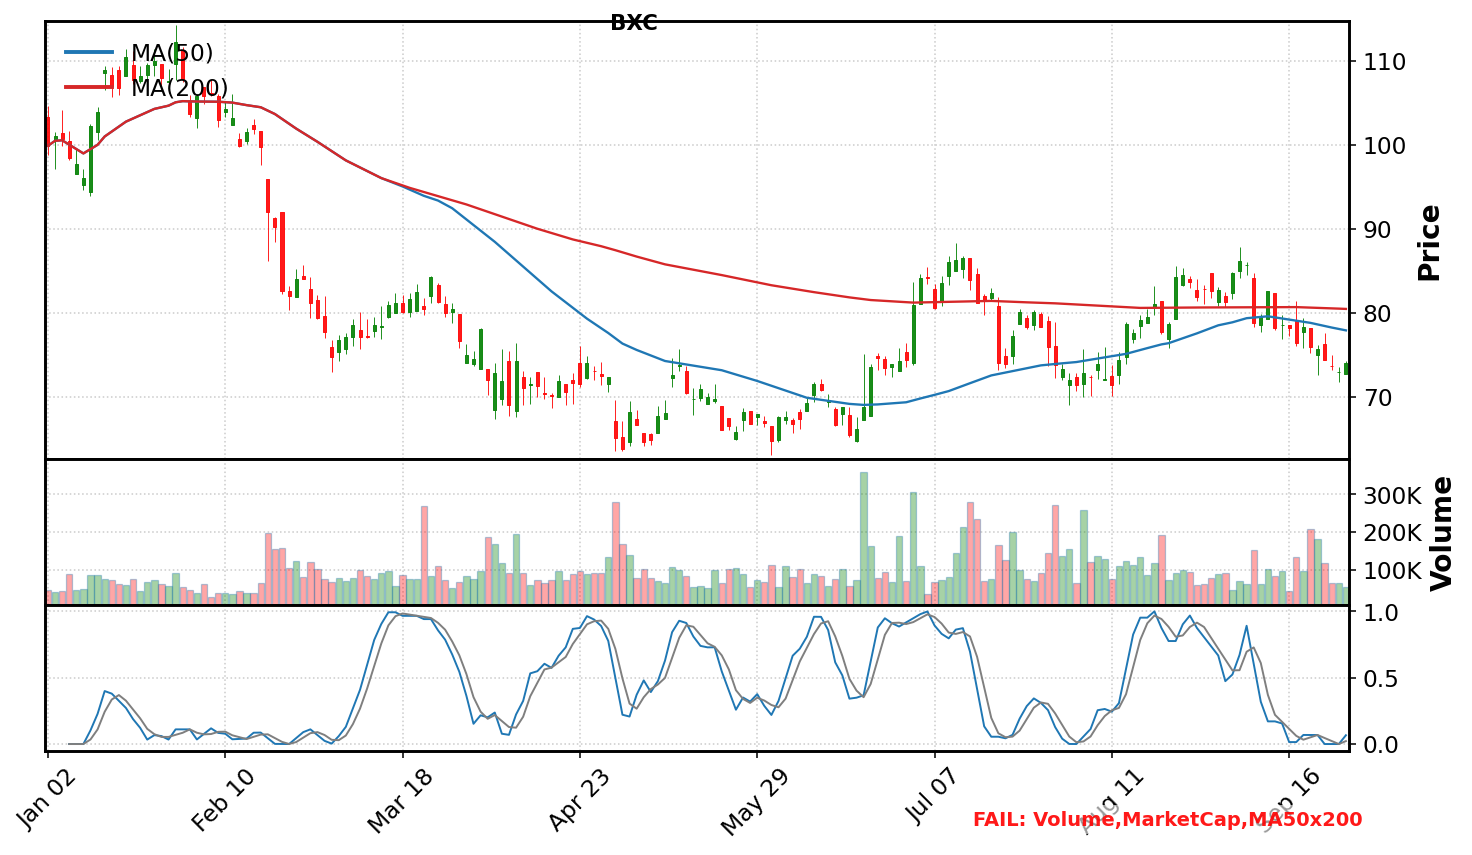 BXC
MA(50)
MA(200)
110
100
90
80
70
Price
300K
200K
100K
Volume
1.0
0.5
0.0
Jan 02
Feb 10
Mar 18
Apr 23
May 29
Jul 07
Aug 11
Sep 16
FAIL: Volume,MarketCap,MA50x200